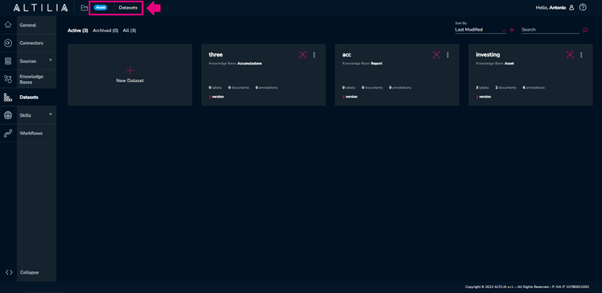 ALTILIA
Asset Datasets
Hello, Antonio
General
Connectors
Sources
Knowledge Bases
Datasets
Skills
Workflows
Collapse
Active (3) Archived (0) All (3)
Sort By
Last Modified
Search
New Dataset
three
Knowledge Base: Accumulazione
0 labels 0 documents 0 annotations
version
acc
Knowledge Base: Report
0 labels 0 documents 0 annotations
version
investing
Knowledge Base: Asset
3 labels 2 documents 4 annotations
version
Copyright © 2022 ALTILIA s.r.l. - All Rights Reserved - P. IVA IT